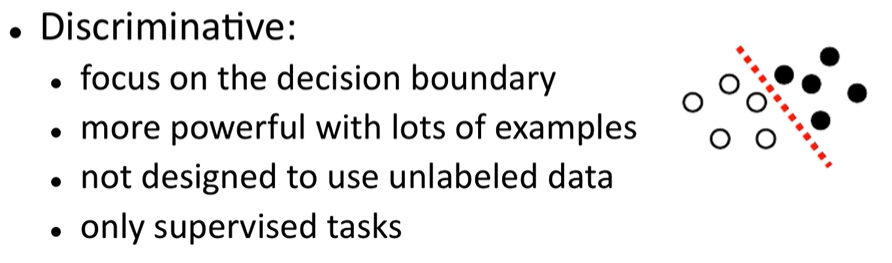 • Discriminative:
• focus on the decision boundary
• more powerful with lots of examples
• not designed to use unlabeled data
• only supervised tasks